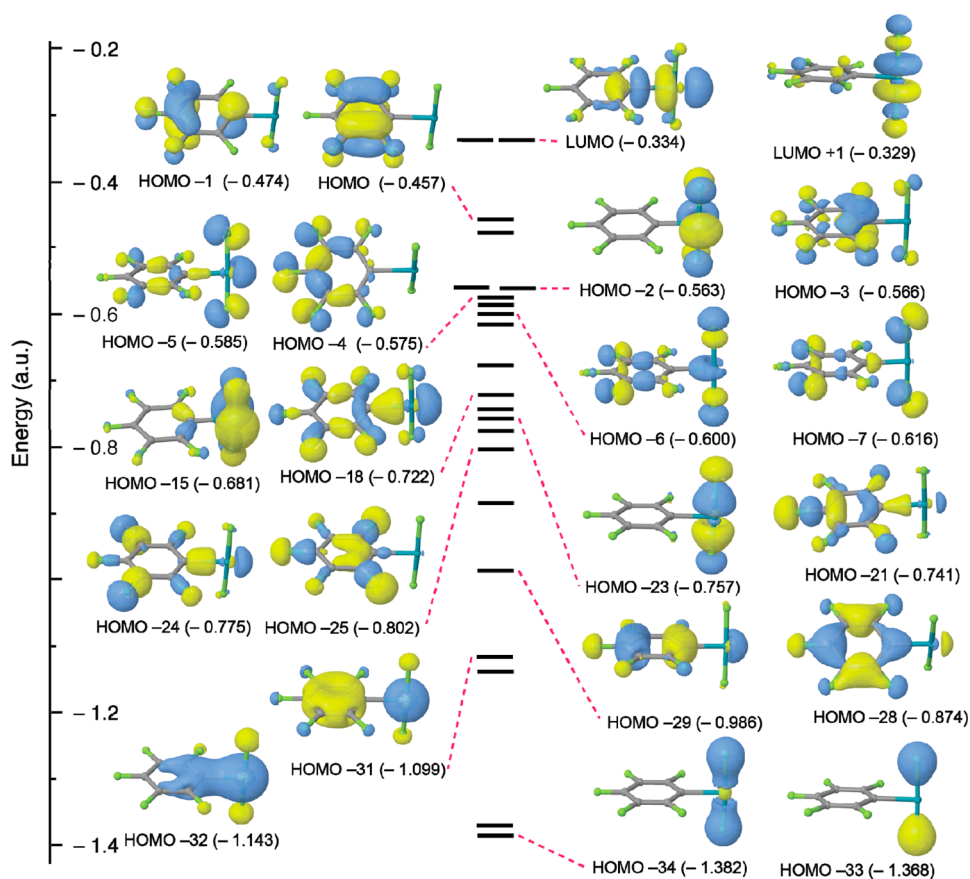 Energy (a.u.)
– 0.2
– 0.4
– 0.6
– 0.8
– 1.2
– 1.4
HOMO –1 (– 0.474)
HOMO (– 0.457)
LUMO (– 0.334)
LUMO +1 (– 0.329)
HOMO –5 (– 0.585)
HOMO –4 (– 0.575)
HOMO –2 (– 0.563)
HOMO –3 (– 0.566)
HOMO –6 (– 0.600)
HOMO –7 (– 0.616)
HOMO –15 (– 0.681)
HOMO –18 (– 0.722)
HOMO –23 (– 0.757)
HOMO –21 (– 0.741)
HOMO –24 (– 0.775)
HOMO –25 (– 0.802)
HOMO –29 (– 0.986)
HOMO –28 (– 0.874)
HOMO –31 (– 1.099)
HOMO –32 (– 1.143)
HOMO –34 (– 1.382)
HOMO –33 (– 1.368)